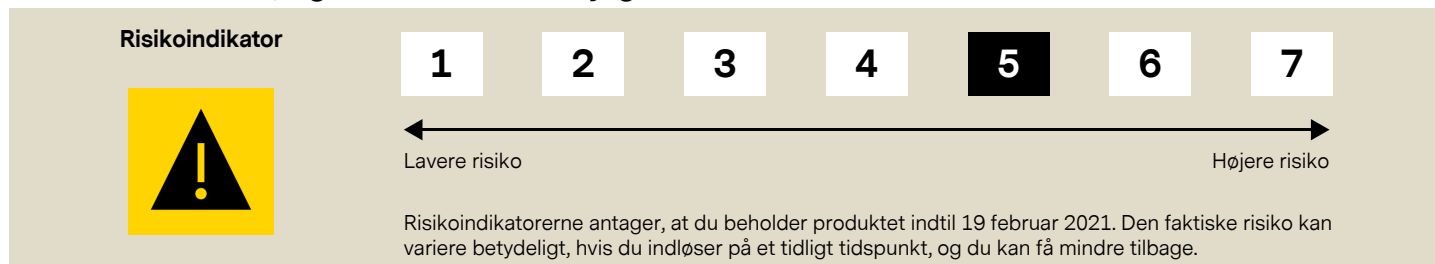 Risikoindikator
1 2 3 4 5 6 7
Lavere risiko Højere risiko
Risikoindikatorerne antager, at du beholder produktet indtil 19 februar 2021. Den faktiske risiko kan
variere betydeligt, hvis du indløser på et tidligt tidspunkt, og du kan få mindre tilbage.